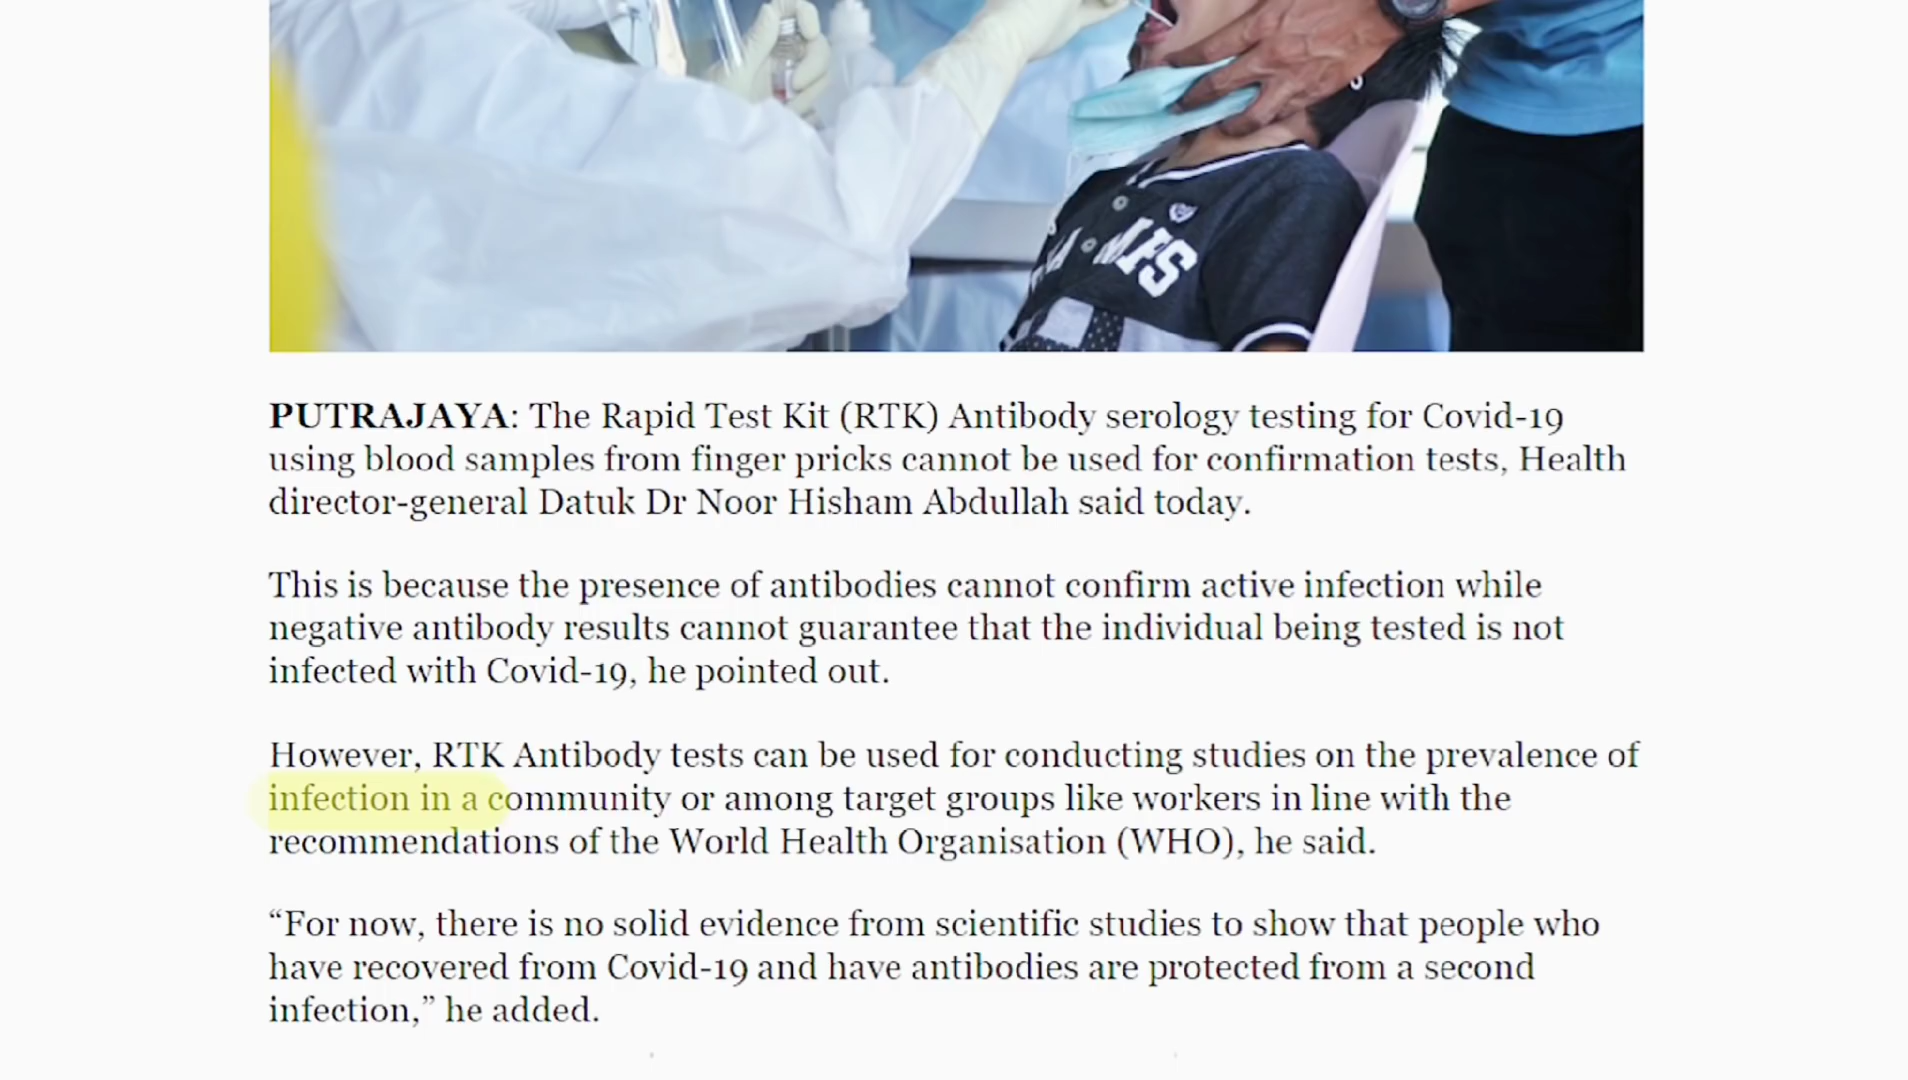 PUTRAJAYA: The Rapid Test Kit (RTK) Antibody serology testing for Covid-19
using blood samples from finger pricks cannot be used for confirmation tests, Health
director-general Datuk Dr Noor Hisham Abdullah said today.
This is because the presence of antibodies cannot confirm active infection while
negative antibody results cannot guarantee that the individual being tested is not
infected with Covid-19, he pointed out.
However, RTK Antibody tests can be used for conducting studies on the prevalence of
infection in a community or among target groups like workers in line with the
recommendations of the World Health Organisation (WHO), he said.
“For now, there is no solid evidence from scientific studies to show that people who
have recovered from Covid-19 and have antibodies are protected from a second
infection,” he added.